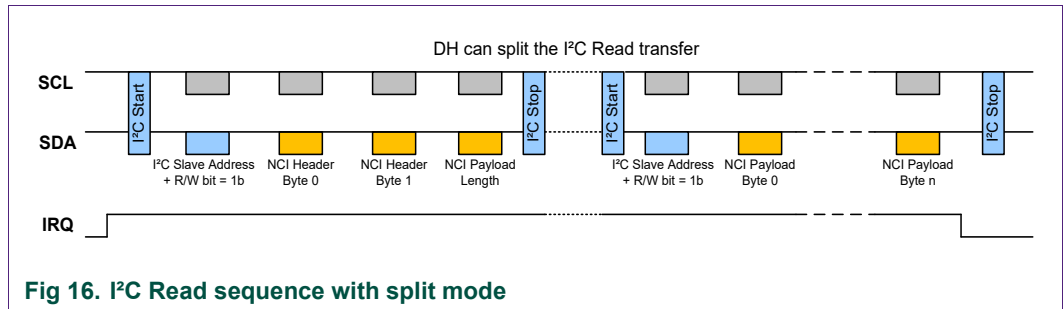 DH can split the I²C Read transfer
SCL
I²C Start
I²C Stop
I²C Start
I²C Stop
SDA
I²C Slave Address
+ R/W bit = 1b
NCI Header
Byte 0
NCI Header
Byte 1
NCI Payload
Length
I²C Slave Address
+ R/W bit = 1b
NCI Payload
Byte 0
NCI Payload
Byte n
IRQ
Fig 16. I²C Read sequence with split mode